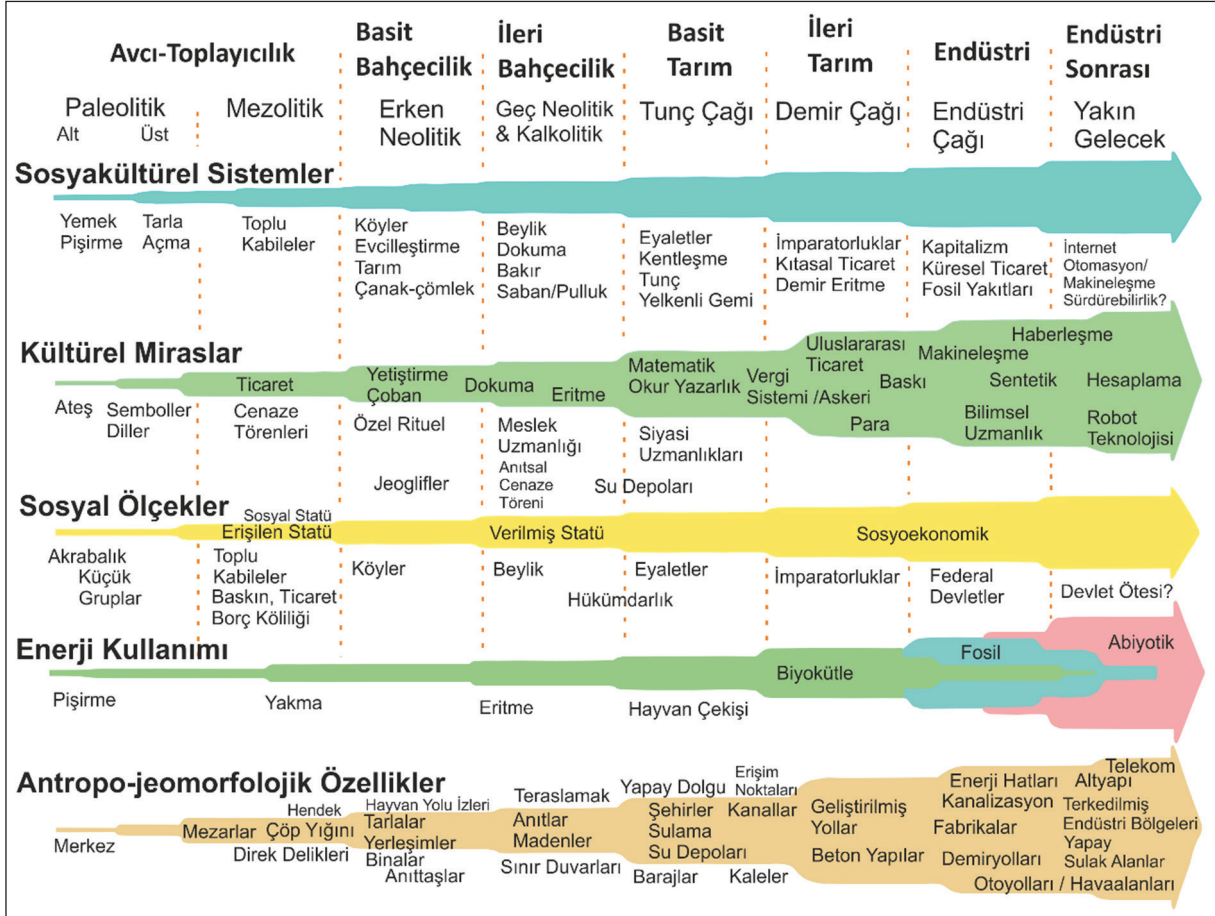 Avcı-Toplayıcılık
Basit
Bahçecilik
İleri
Bahçecilik
Basit
Tarım
İleri
Tarım
Endüstri
Endüstri
Sonrası
Paleolitik
Alt
Üst
Mezolitik
Erken
Neolitik
Geç Neolitik
& Kalkolitik
Tunç Çağı
Demir Çağı
Endüstri
Çağı
Yakın
Gelecek
Sosyakültürel Sistemler
Yemek
Pişirme
Tarla
Açma
Toplu
Kabileler
Köyler
Evcilleştirme
Tarım
Çanak-çömlek
Beylik
Dokuma
Bakır
Saban/Pulluk
Eyaletler
Kentleşme
Tunç
Yelkenli Gemi
İmparatorluklar
Kıtasal Ticaret
Demir Eritme
Kapitalizm
Küresel Ticaret
Fosil Yakıtları
İnternet
Otomasyon/
Makineleşme
Sürdürebilirlik?
Kültürel Miraslar
Ateş
Semboller
Diller
Ticaret
Cenaze
Törenleri
Yetiştirme
Çoban
Özel Rituel
Jeoglifler
Dokuma
Eritme
Meslek
Uzmanlığı
Anıtsal
Cenaze
Töreni
Matematik
Okur Yazarlık
Siyasi
Uzmanlıkları
Su Depoları
Vergi
Sistemi /Askeri
Uluslararası
Ticaret
Baskı
Para
Makineleşme
Haberleşme
Sentetik
Bilimsel
Uzmanlık
Hesaplama
Robot
Teknolojisi
Sosyal Ölçekler
Sosyal Statü
Erişilen Statü
Verilmiş Statü
Sosyoekonomik
Akrabalık
Küçük
Gruplar
Toplu
Kabileler
Baskın, Ticaret
Borç Köliliği
Köyler
Beylik
Hükümdarlık
Eyaletler
İmparatorluklar
Federal
Devletler
Devlet Ötesi?
Enerji Kullanımı
Pişirme
Yakma
Eritme
Hayvan Çekişi
Biyokütle
Fosil
Abiyotik
Antropo-jeomorfolojik Özellikler
Merkez
Hendek
Mezarlar
Çöp Yığını
Direk Delikleri
Hayvan Yolu İzleri
Tarlalar
Yerleşimler
Binalar
Anıttaşlar
Teraslamak
Anıtlar
Madenler
Sınır Duvarları
Yapay Dolgu
Şehirler
Sulama
Su Depoları
Barajlar
Erişim
Noktaları
Kanallar
Kaleler
Geliştirilmiş
Yollar
Beton Yapılar
Enerji Hatları
Kanalizasyon
Fabrikalar
Demiryolları
Otoyolları / Havaalanları
Telekom
Altyapı
Terkedilmiş
Endüstri Bölgeleri
Yapay
Sulak Alanlar